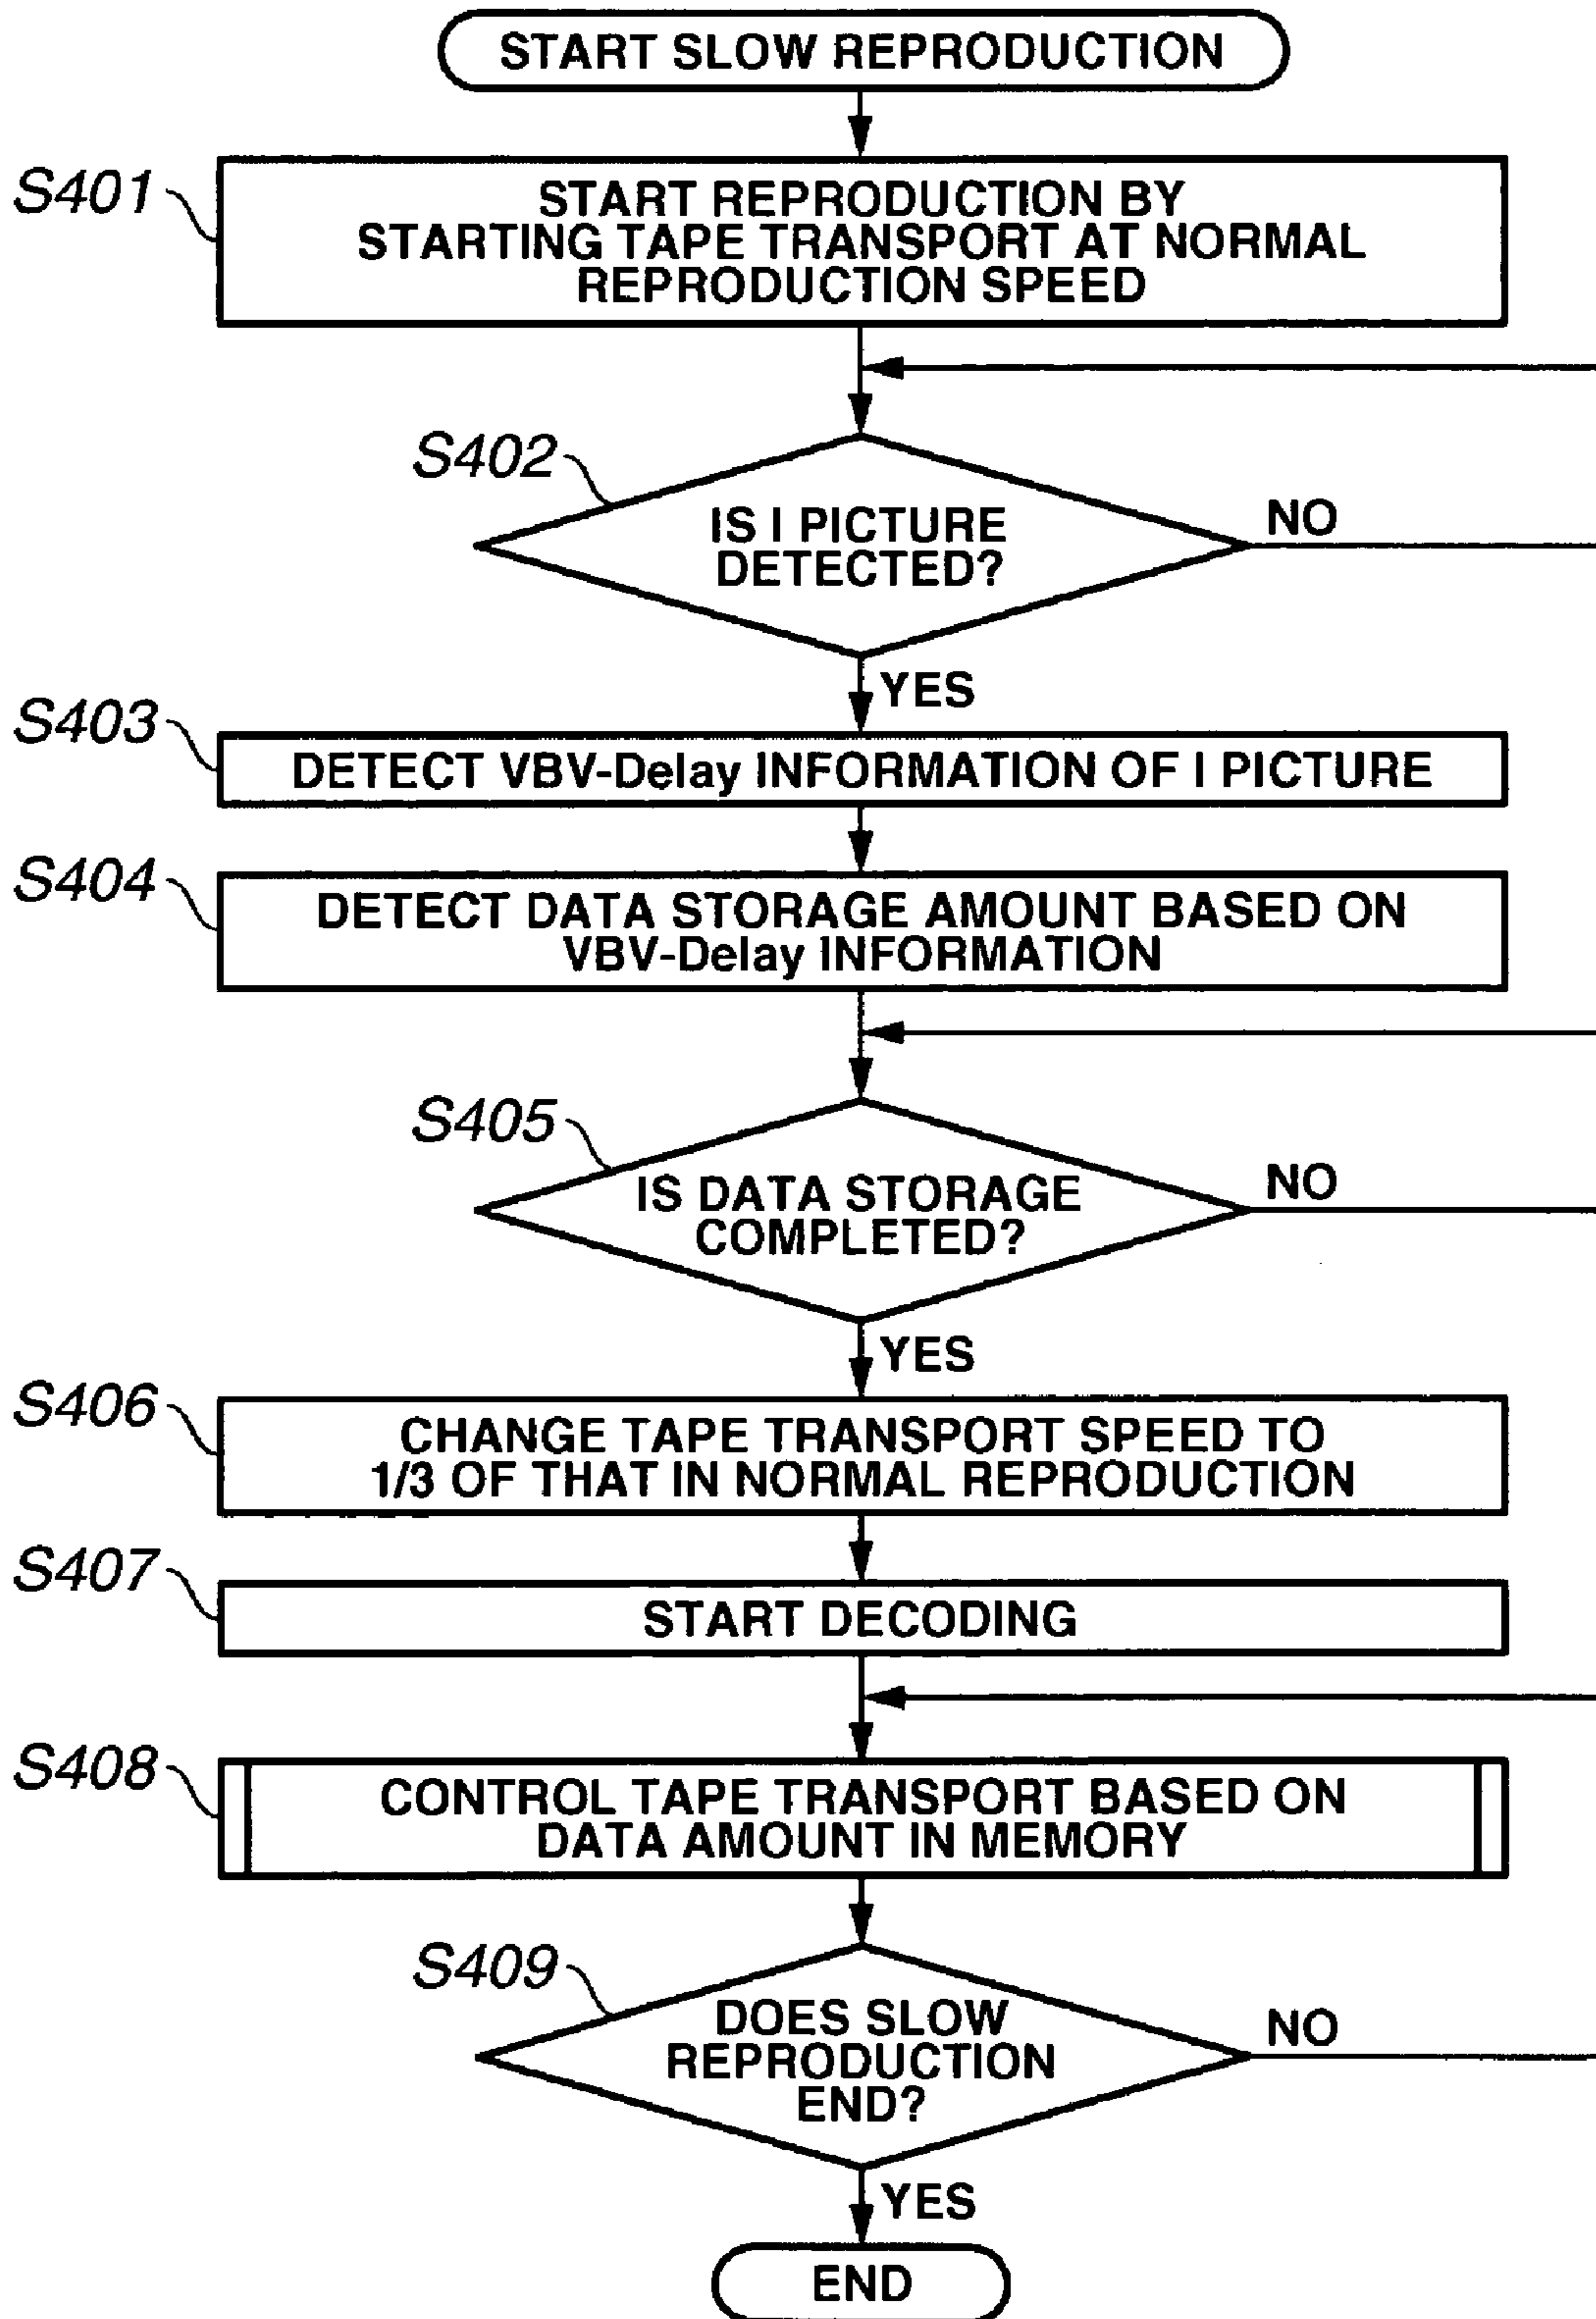 START SLOW REPRODUCTION
S401
START REPRODUCTION BY
STARTING TAPE TRANSPORT AT NORMAL
REPRODUCTION SPEED
S402
IS I PICTURE
DETECTED?
NO
YES
S403
DETECT VBV-Delay INFORMATION OF I PICTURE
S404
DETECT DATA STORAGE AMOUNT BASED ON
VBV-Delay INFORMATION
S405
IS DATA STORAGE
COMPLETED?
NO
YES
S406
CHANGE TAPE TRANSPORT SPEED TO
1/3 OF THAT IN NORMAL REPRODUCTION
S407
START DECODING
S408
CONTROL TAPE TRANSPORT BASED ON
DATA AMOUNT IN MEMORY
S409
DOES SLOW
REPRODUCTION
END?
NO
YES
END